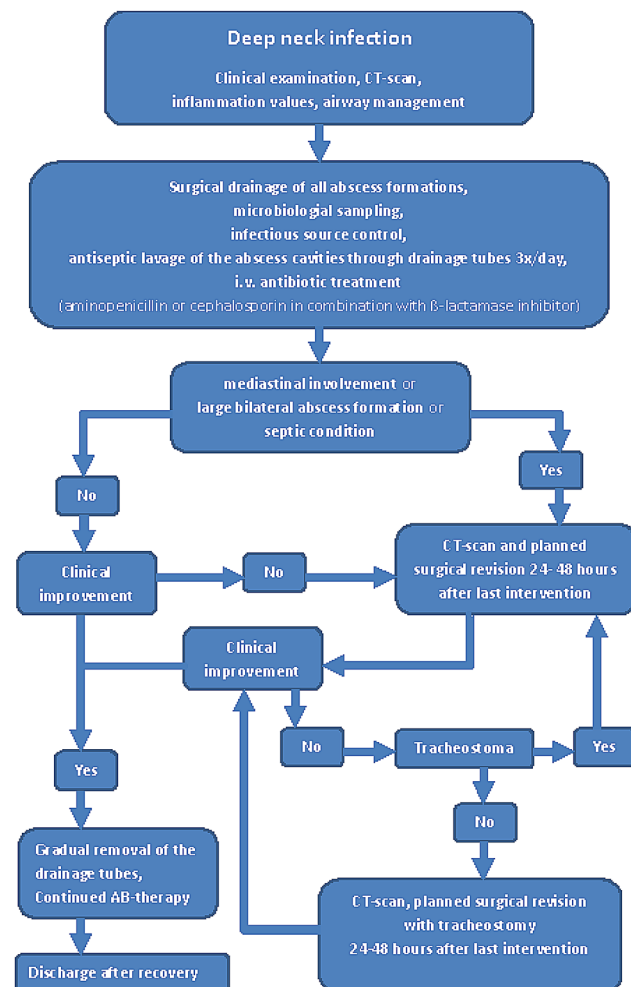 Deep neck infection
Clinical examination, CT-scan,
inflammation values, airway management
Surgical drainage of all abscess formations,
microbiologial sampling,
infectious source control,
antiseptic lavage of the abscess cavities through drainage tubes 3x/day,
i.v. antibiotic treatment
(aminopenicillin or cephalosporin in combination with ß-lactamase inhibitor)
mediastinal involvement or
large bilateral abscess formation or
septic condition
No
Yes
Clinical
improvement
No
CT-scan and planned
surgical revision 24- 48 hours
after last intervention
Clinical
improvement
No
Tracheostoma
Yes
Yes
No
Gradual removal of the
drainage tubes,
Continued AB-therapy
CT-scan, planned surgical revision
with tracheostomy
24-48 hours after last intervention
Discharge after recovery